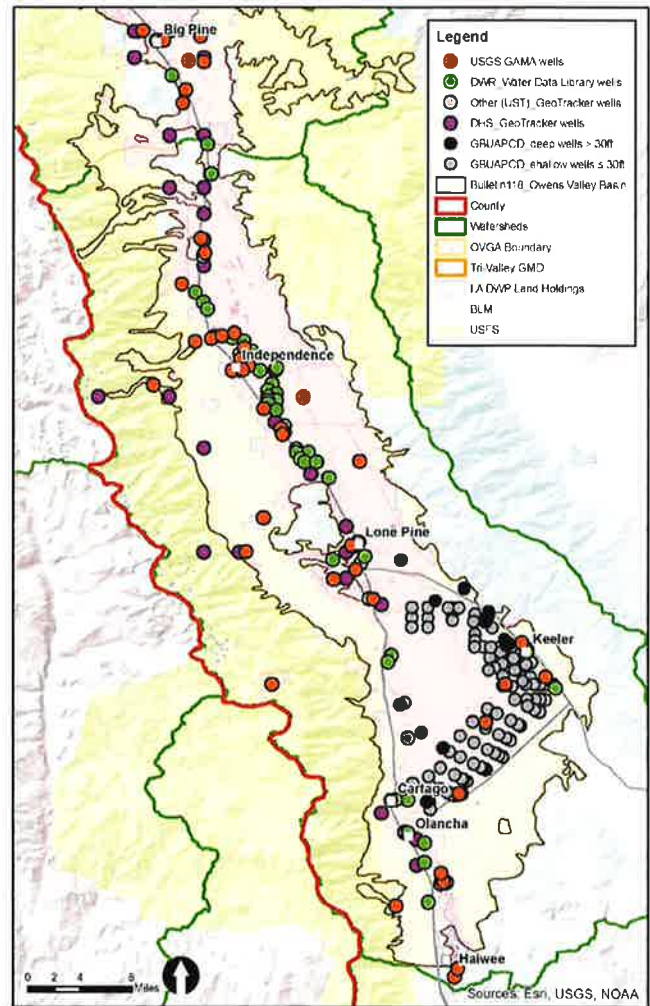 Big Pine
Legend
USGS GAMA wells
DWR_Water Data Library wells
Other (UST)_GeoTracker wells
DHS_GeoTracker wells
GBUAPCD_deep wells > 30ft
GBUAPCD_shallow wells ≤ 30ft
Bulletin118_Owens Valley Basin
County
Watersheds
OVGA Boundary
Tri-Valley GMD
LADWP Land Holdings
BLM
USFS
Independence
Lone Pine
Keeler
Cartago
Olancha
Haiwee
0 2 4 8
Miles
Sources: Esri, USGS, NOAA